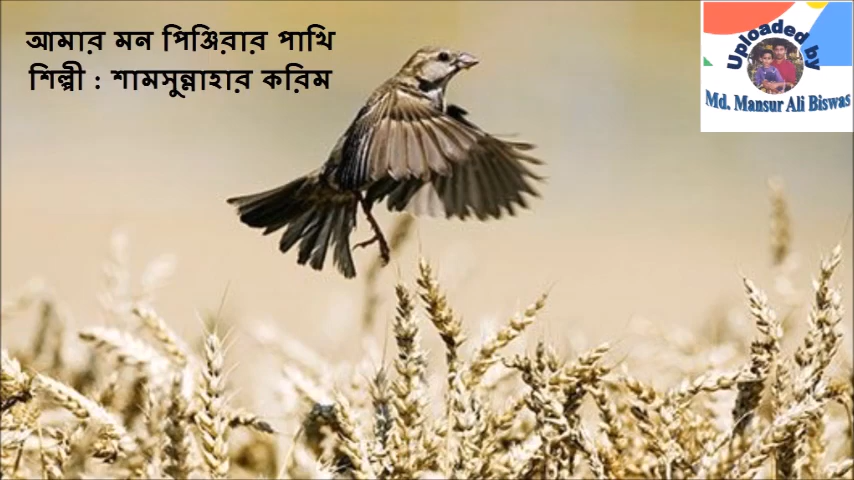 আমার মন পিঞ্জিরার পাখি
শিল্পী : শামসুন্নাহার করিম
Uploaded by
Md. Mansur Ali Biswas